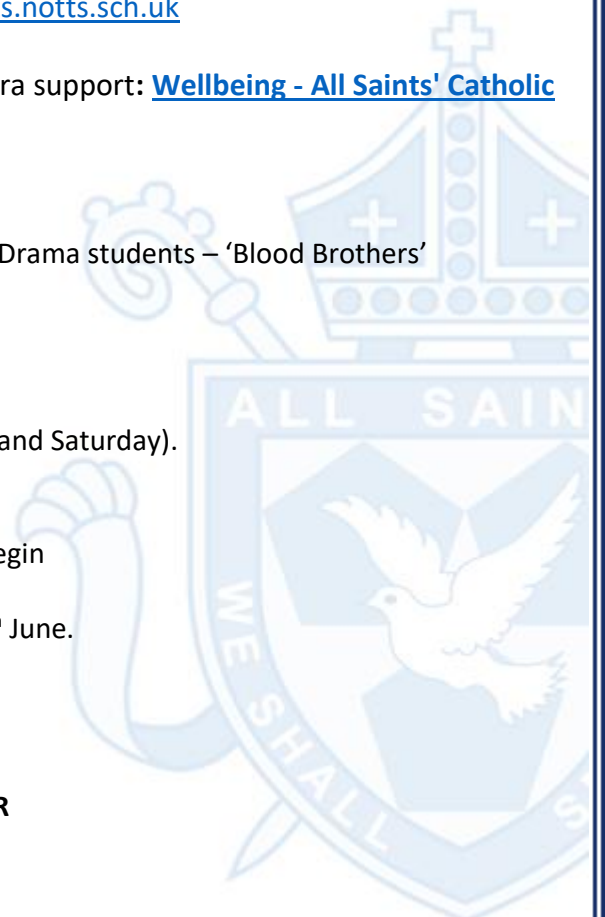 s.notts.sch.uk
ra support: Wellbeing - All Saints' Catholic
Drama students – 'Blood Brothers'
ALL SAIN
and Saturday).
egin
June.
WE SHALL
R